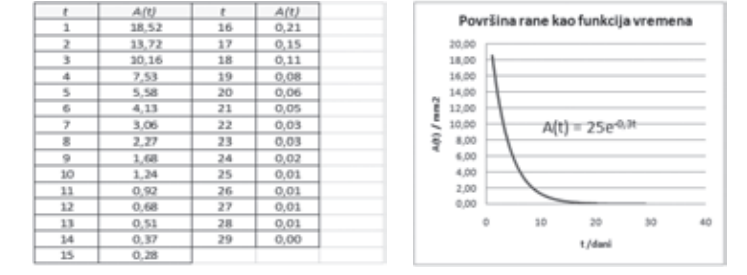 t A(t) t A(t)
1 18,52 16 0,21
2 13,72 17 0,15
3 10,16 18 0,11
4 7,53 19 0,08
5 5,58 20 0,06
6 4,13 21 0,05
7 3,06 22 0,03
8 2,27 23 0,03
9 1,68 24 0,02
10 1,24 25 0,01
11 0,92 26 0,01
12 0,68 27 0,01
13 0,51 28 0,01
14 0,37 29 0,00
15 0,28
Površina rane kao funkcija vremena
20,00
18,00
16,00
14,00
12,00
10,00
8,00
6,00
4,00
2,00
0,00
A(t) / mm2
A(t) = 25e-0,3t
0 10 20 30 40
t/dani